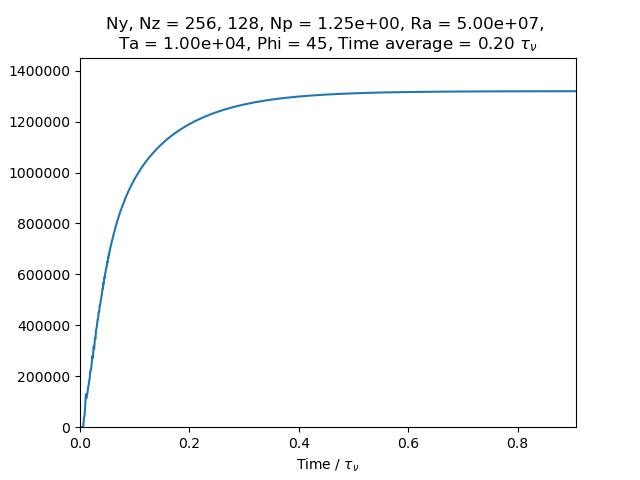 Ny, Nz = 256, 128, Np = 1.25e+00, Ra = 5.00e+07,
Ta = 1.00e+04, Phi = 45, Time average = 0.20 τν
1400000
1200000
1000000
800000
600000
400000
200000
0
0.0 0.2 0.4 0.6 0.8
Time / τν